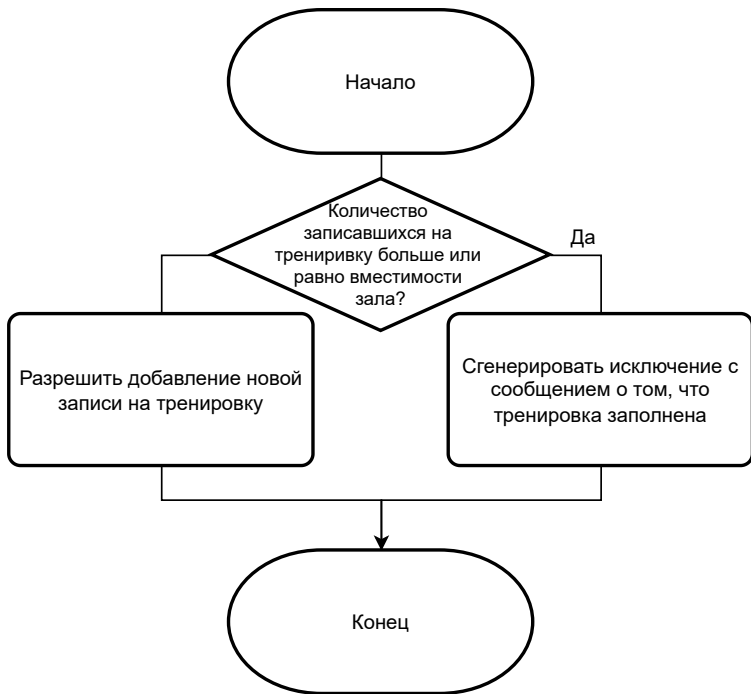 Начало
Количество
записавшихся на
трениривку больше или
равно вместимости
зала?
Да
Разрешить добавление новой
записи на тренировку
Сгенерировать исключение с
сообщением о том, что
тренировка заполнена
Конец